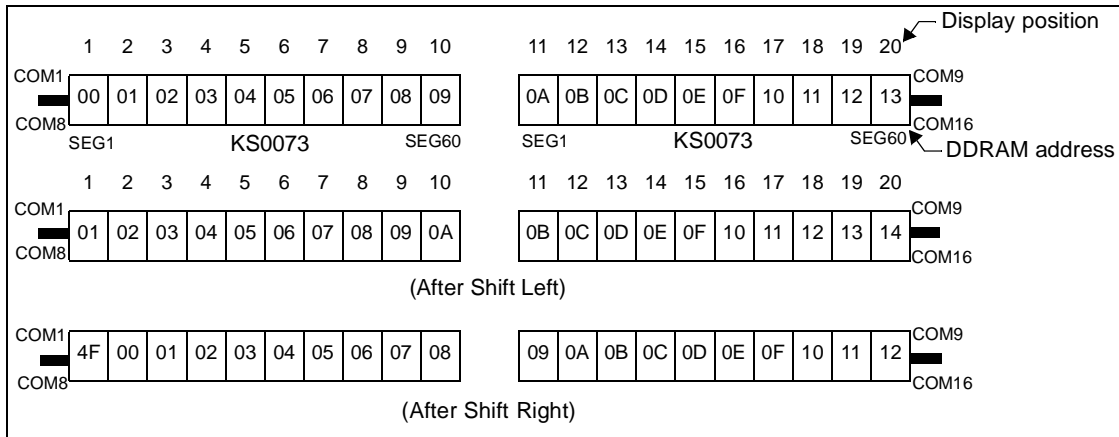 Display position
1 2 3 4 5 6 7 8 9 10 11 12 13 14 15 16 17 18 19 20
COM1 COM9
00 01 02 03 04 05 06 07 08 09 0A 0B 0C 0D 0E 0F 10 11 12 13
COM8 COM16
SEG1 KS0073 SEG60 SEG1 KS0073 SEG60
DDRAM address
1 2 3 4 5 6 7 8 9 10 11 12 13 14 15 16 17 18 19 20
COM1 COM9
01 02 03 04 05 06 07 08 09 0A 0B 0C 0D 0E 0F 10 11 12 13 14
COM8 COM16
(After Shift Left)
COM1 COM9
4F 00 01 02 03 04 05 06 07 08 09 0A 0B 0C 0D 0E 0F 10 11 12
COM8 COM16
(After Shift Right)